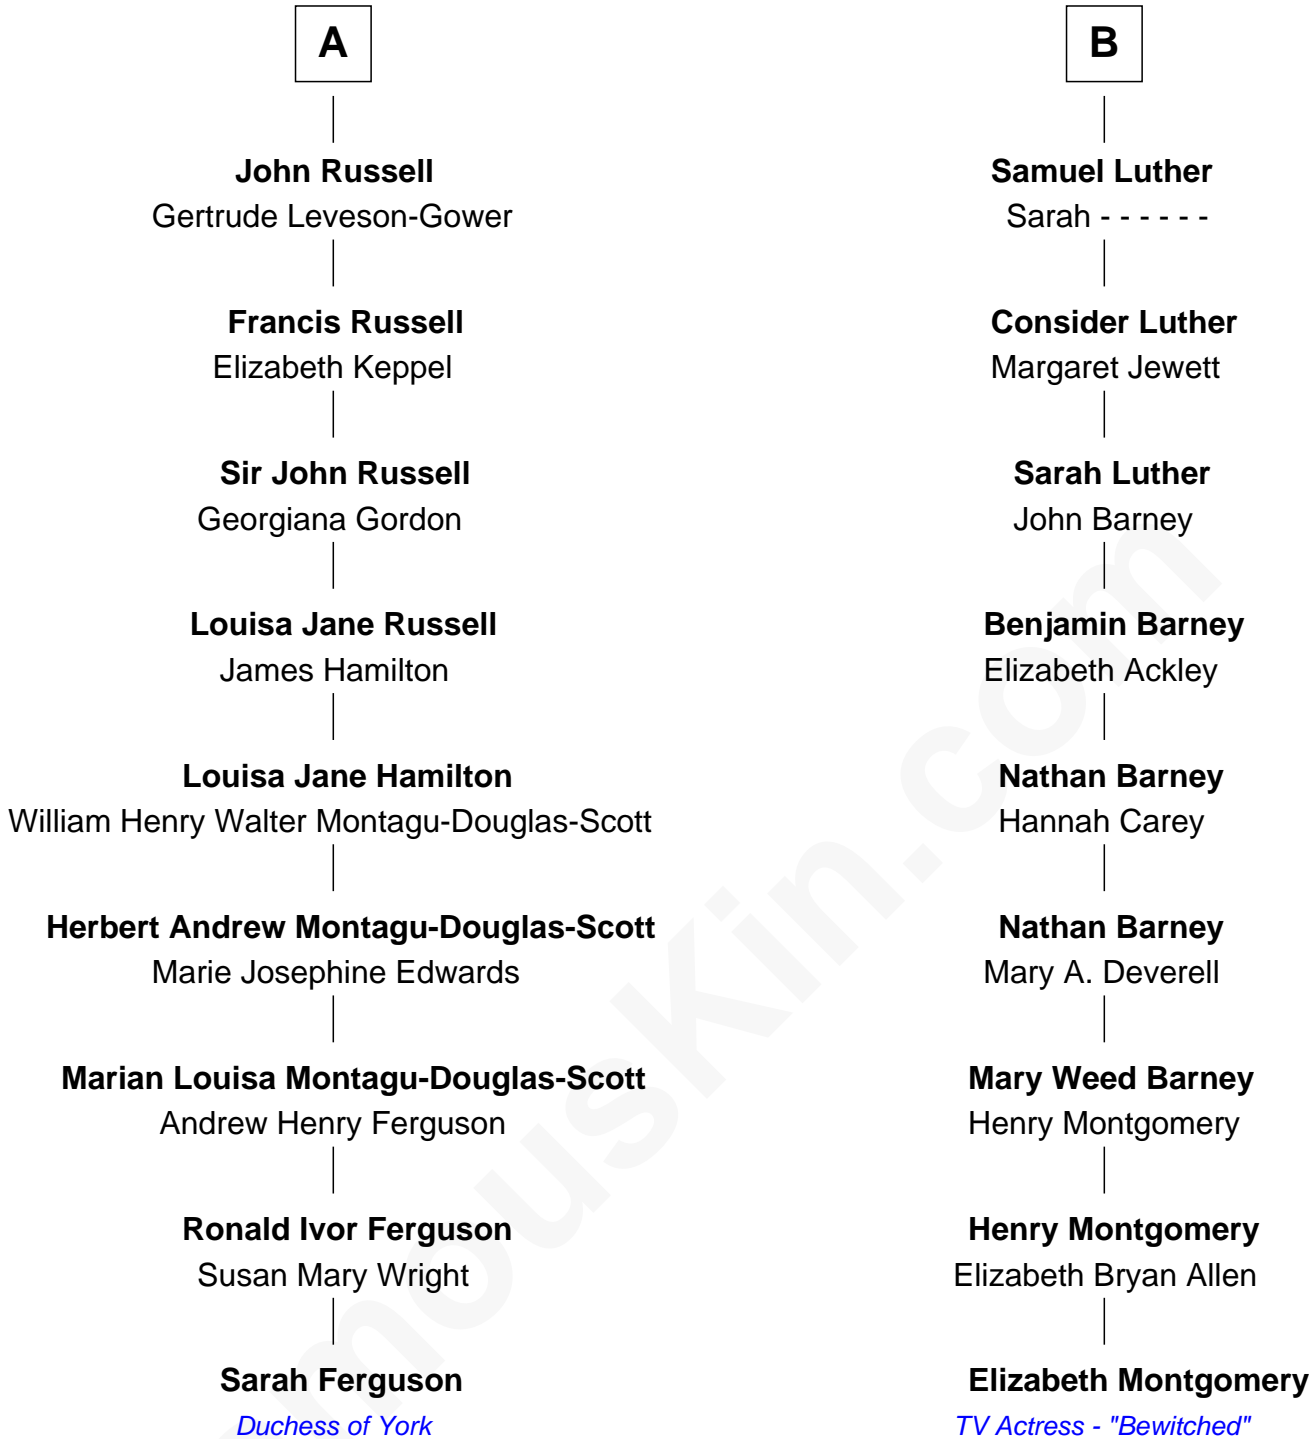 A
John Russell
Gertrude Leveson-Gower
Francis Russell
Elizabeth Keppel
Sir John Russell
Georgiana Gordon
Louisa Jane Russell
James Hamilton
Louisa Jane Hamilton
William Henry Walter Montagu-Douglas-Scott
Herbert Andrew Montagu-Douglas-Scott
Marie Josephine Edwards
Marian Louisa Montagu-Douglas-Scott
Andrew Henry Ferguson
Ronald Ivor Ferguson
Susan Mary Wright
Sarah Ferguson
Duchess of York
B
Samuel Luther
Sarah - - - - - -
Consider Luther
Margaret Jewett
Sarah Luther
John Barney
Benjamin Barney
Elizabeth Ackley
Nathan Barney
Hannah Carey
Nathan Barney
Mary A. Deverell
Mary Weed Barney
Henry Montgomery
Henry Montgomery
Elizabeth Bryan Allen
Elizabeth Montgomery
TV Actress - "Bewitched"
mouskin.com